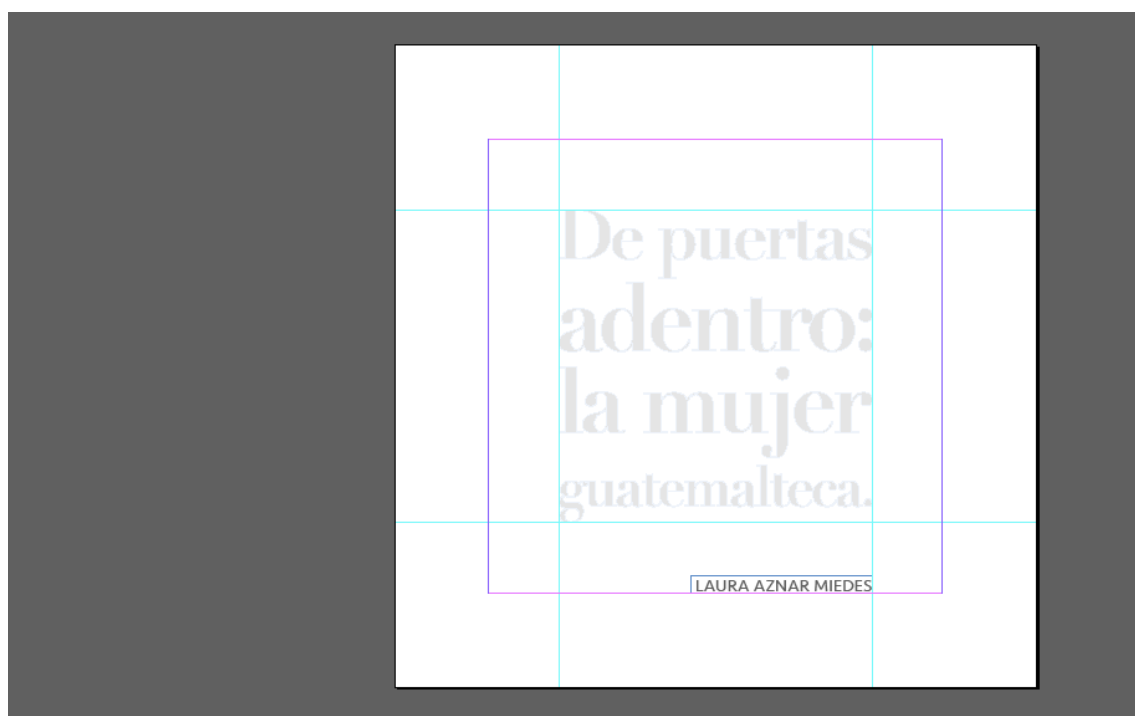 De puertas
adentro:
la mujer
guatemalteca.
LAURA AZNAR MIEDES